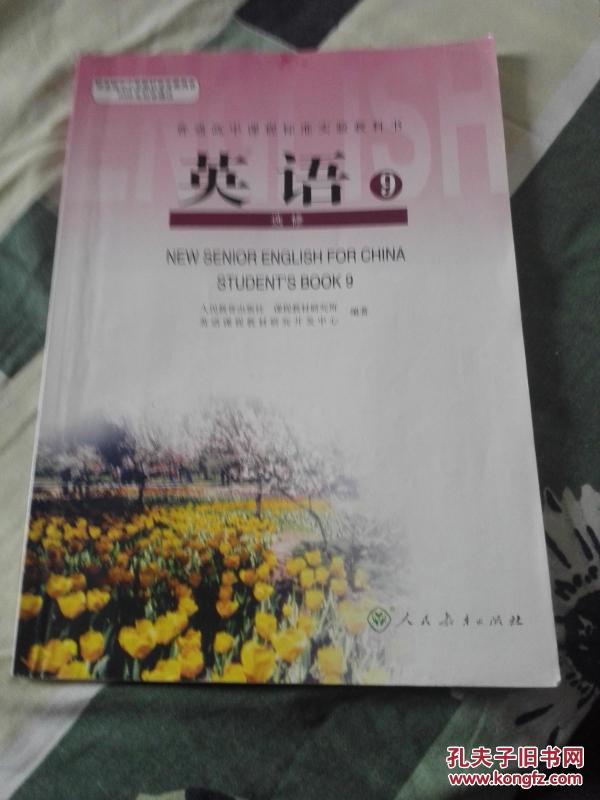 ENGLISH
普通高中课程标准实验教科书
英语 9
选修
NEW SENIOR ENGLISH FOR CHINA
STUDENT'S BOOK 9
人民教育出版社 课程教材研究所
英语课程教材研究开发中心
编著
人民教育出版社
孔夫子旧书网
www.kongfz.com